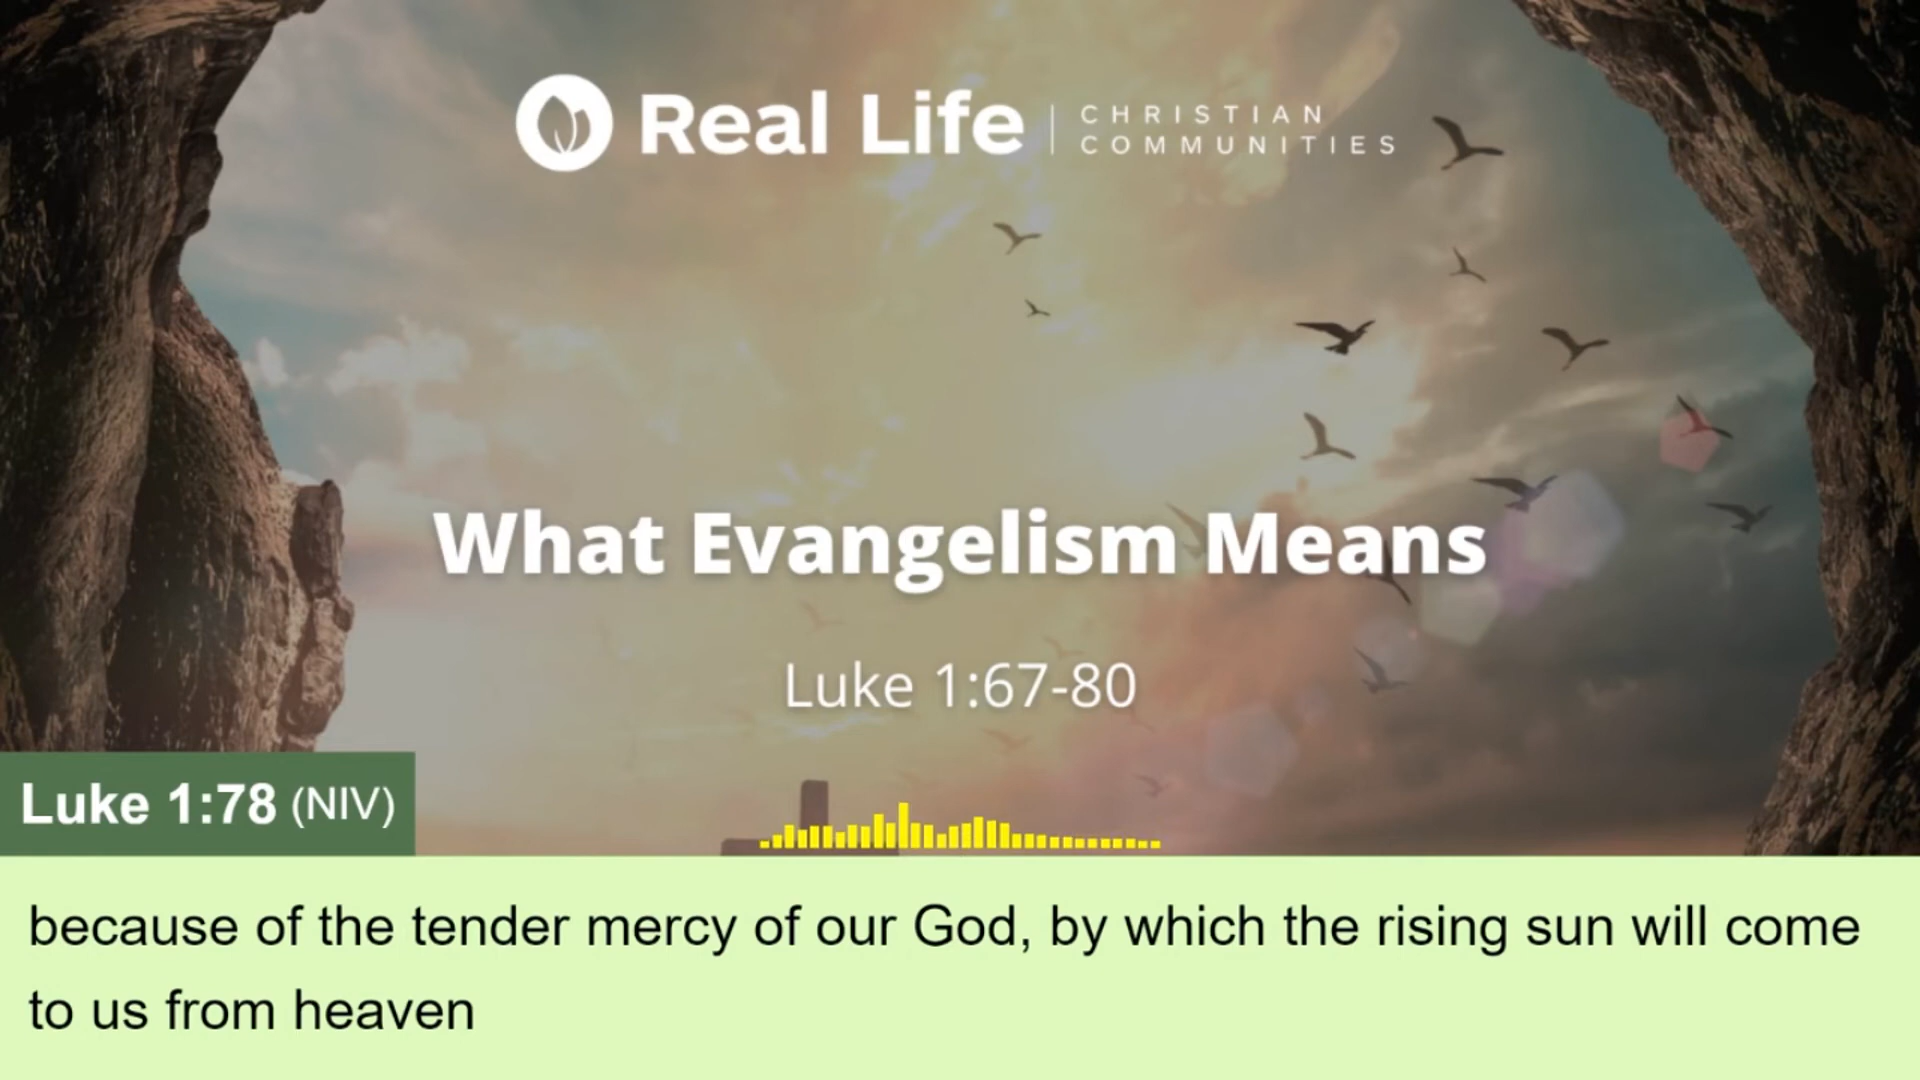 Real Life
CHRISTIAN
COMMUNITIES
What Evangelism Means
Luke 1:67-80
Luke 1:78 (NIV)
because of the tender mercy of our God, by which the rising sun will come
to us from heaven